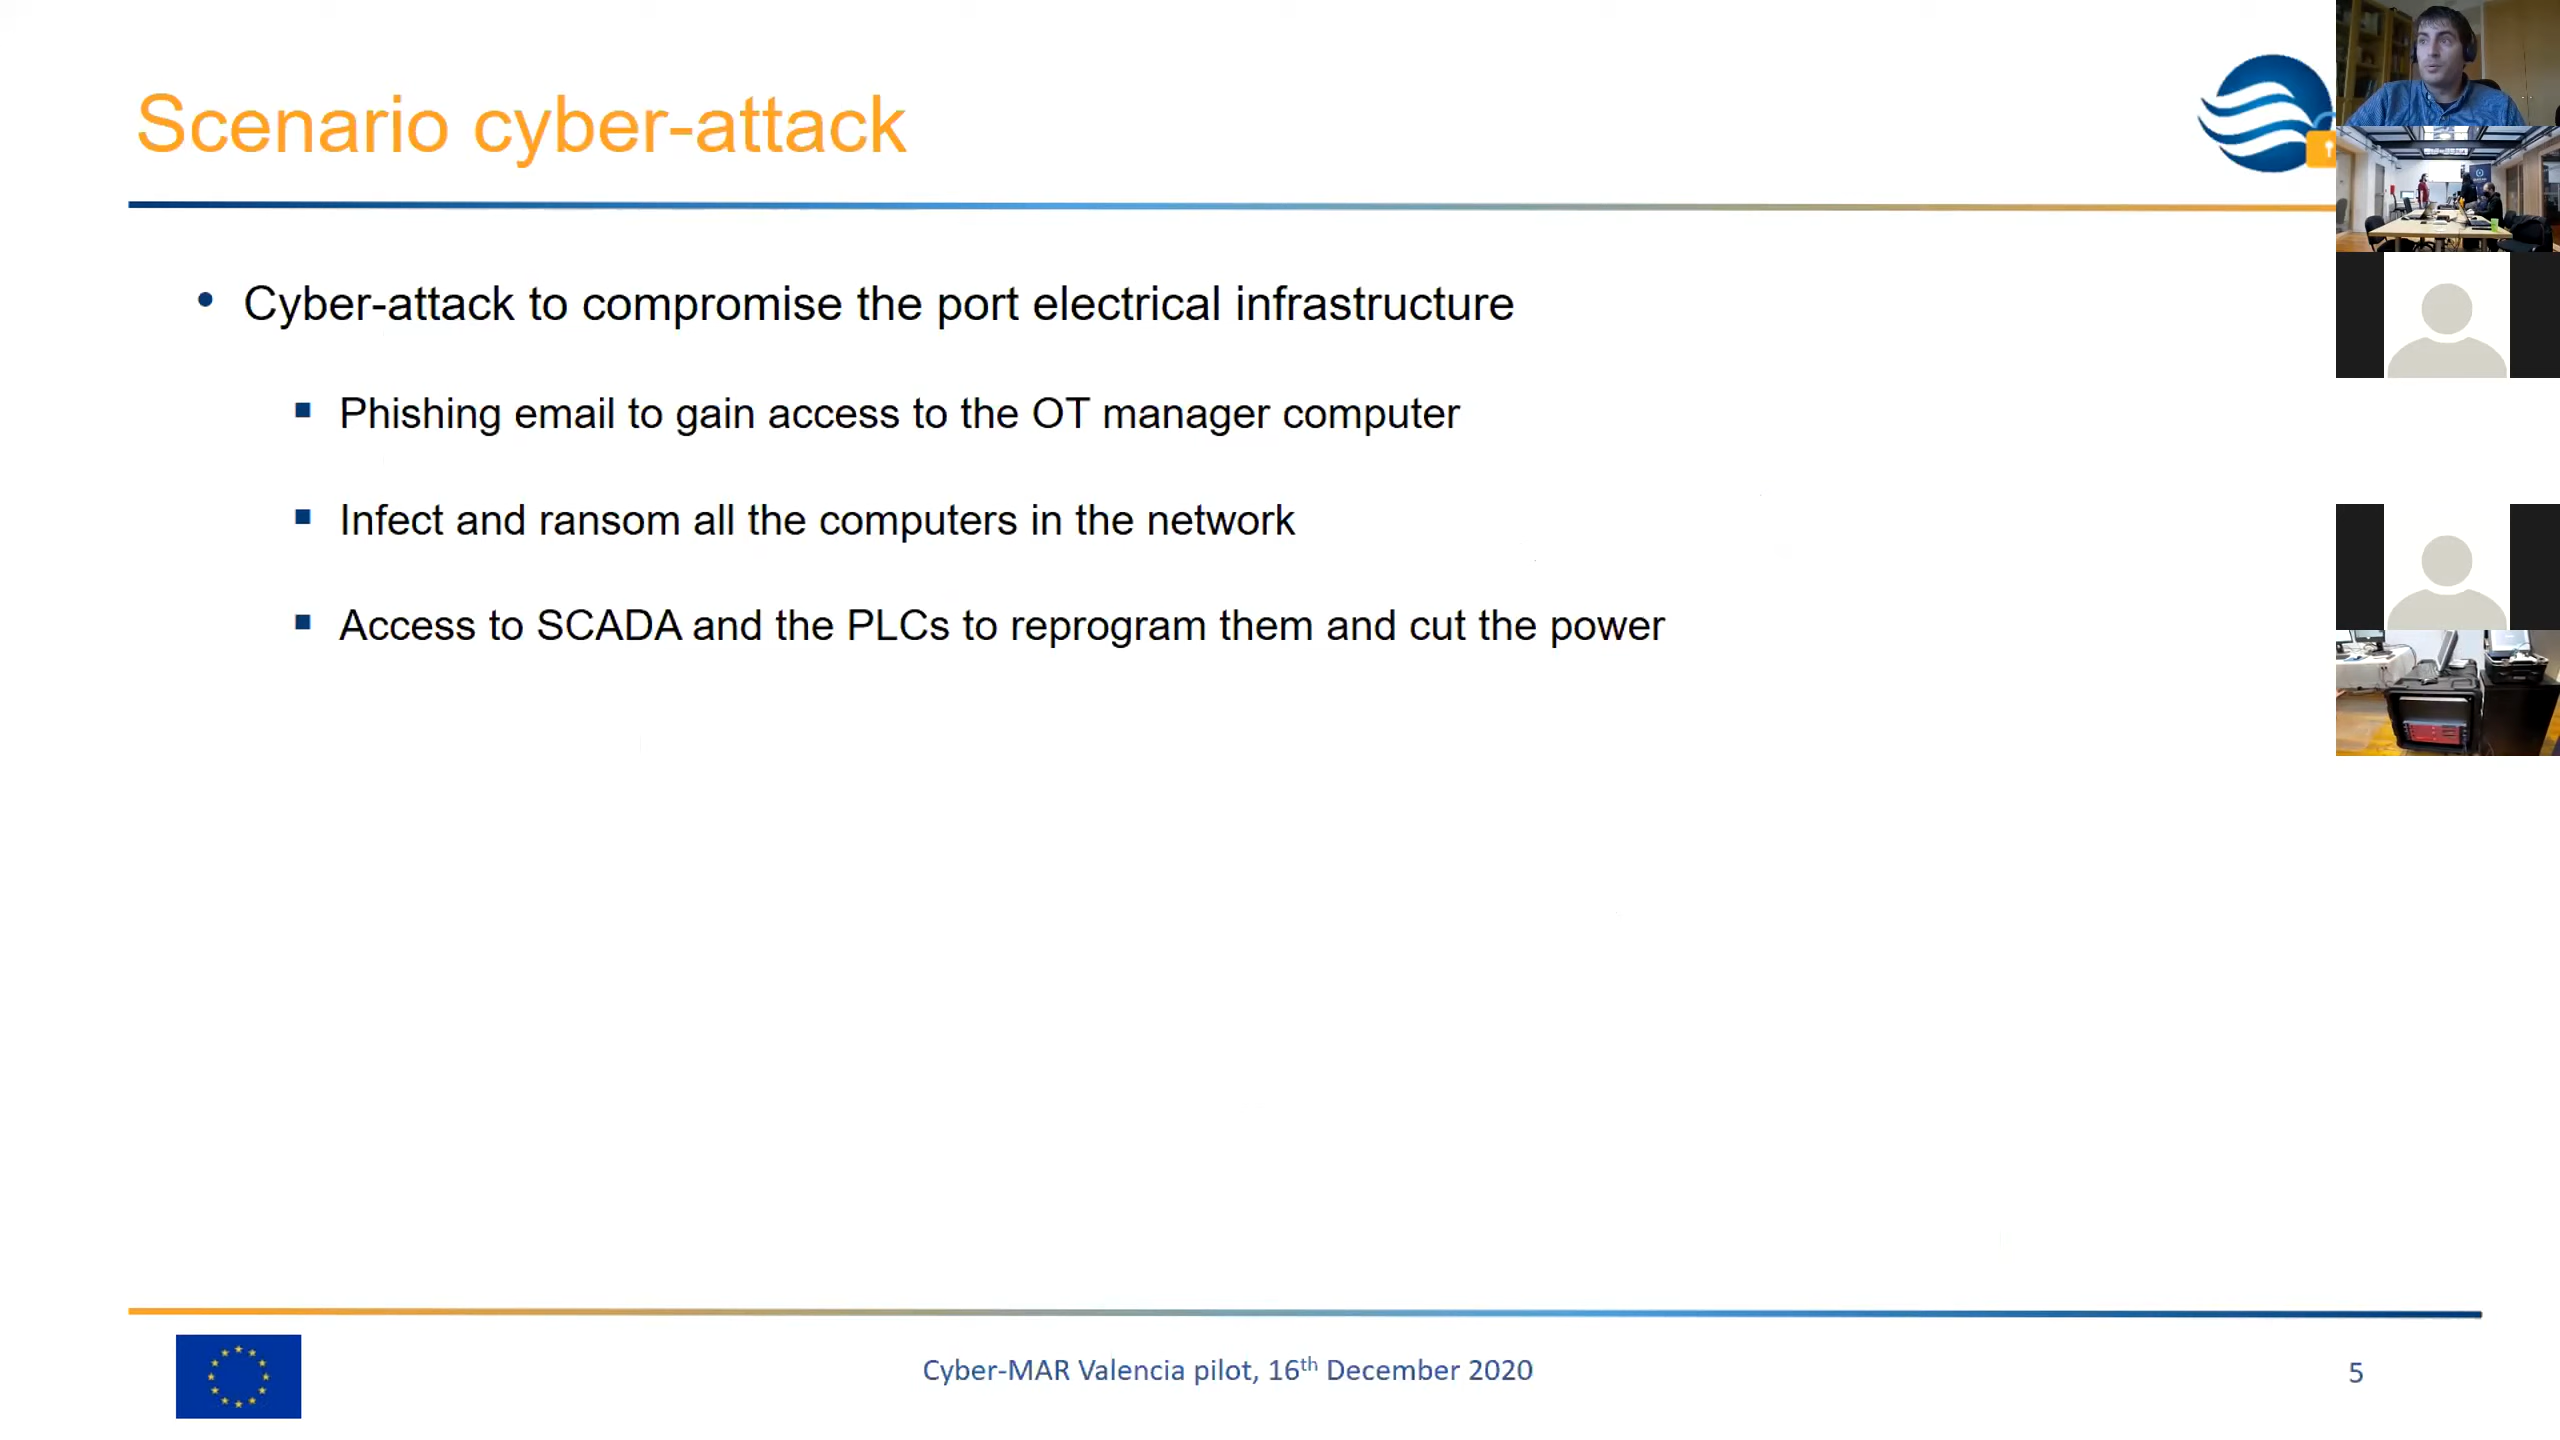 Scenario cyber-attack
Cyber-attack to compromise the port electrical infrastructure
Phishing email to gain access to the OT manager computer
Infect and ransom all the computers in the network
Access to SCADA and the PLCs to reprogram them and cut the power
Cyber-MAR Valencia pilot, 16th December 2020
5